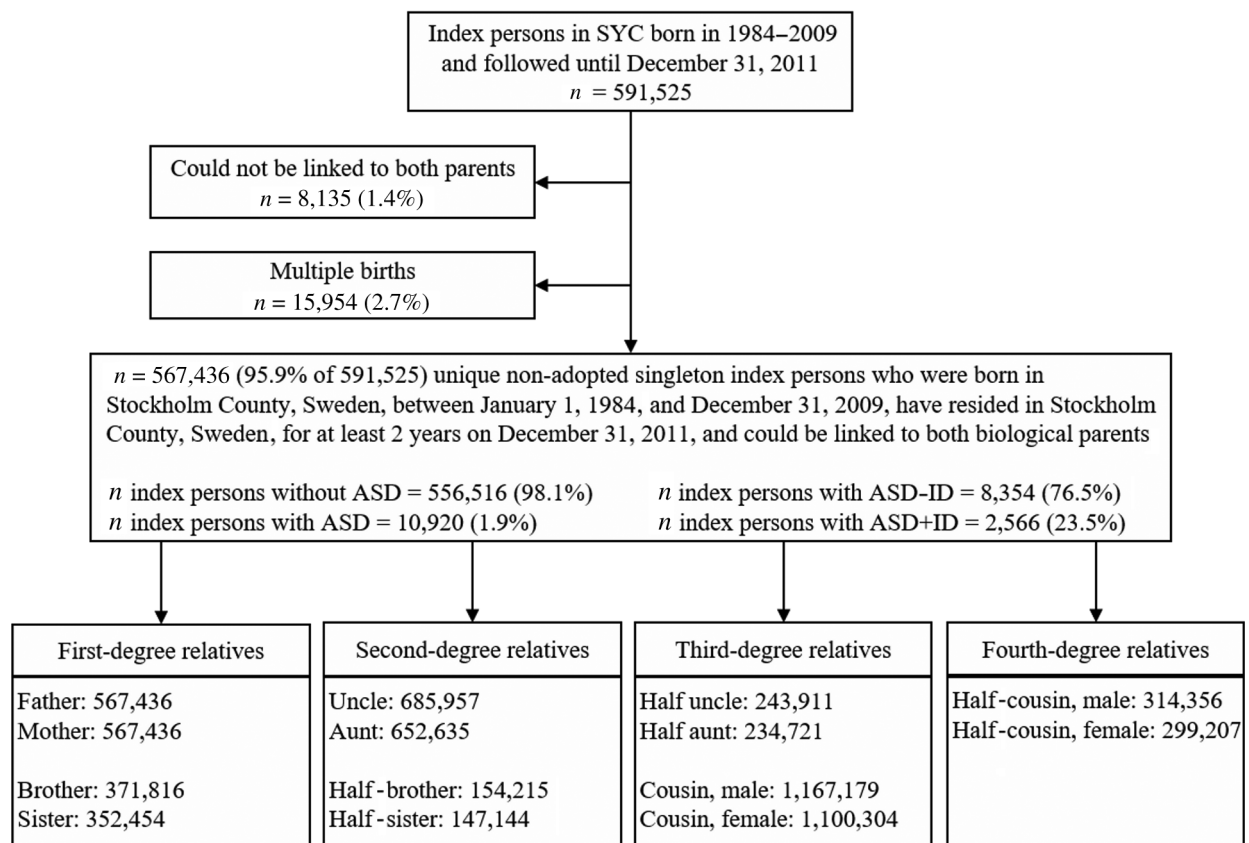 Index persons in SYC born in 1984–2009
and followed until December 31, 2011
n = 591,525
Could not be linked to both parents
n = 8,135 (1.4%)
Multiple births
n = 15,954 (2.7%)
n = 567,436 (95.9% of 591,525) unique non-adopted singleton index persons who were born in
Stockholm County, Sweden, between January 1, 1984, and December 31, 2009, have resided in Stockholm
County, Sweden, for at least 2 years on December 31, 2011, and could be linked to both biological parents
n index persons without ASD = 556,516 (98.1%)
n index persons with ASD = 10,920 (1.9%)
n index persons with ASD-ID = 8,354 (76.5%)
n index persons with ASD+ID = 2,566 (23.5%)
First-degree relatives
Father: 567,436
Mother: 567,436
Brother: 371,816
Sister: 352,454
Second-degree relatives
Uncle: 685,957
Aunt: 652,635
Half-brother: 154,215
Half-sister: 147,144
Third-degree relatives
Half uncle: 243,911
Half aunt: 234,721
Cousin, male: 1,167,179
Cousin, female: 1,100,304
Fourth-degree relatives
Half-cousin, male: 314,356
Half-cousin, female: 299,207